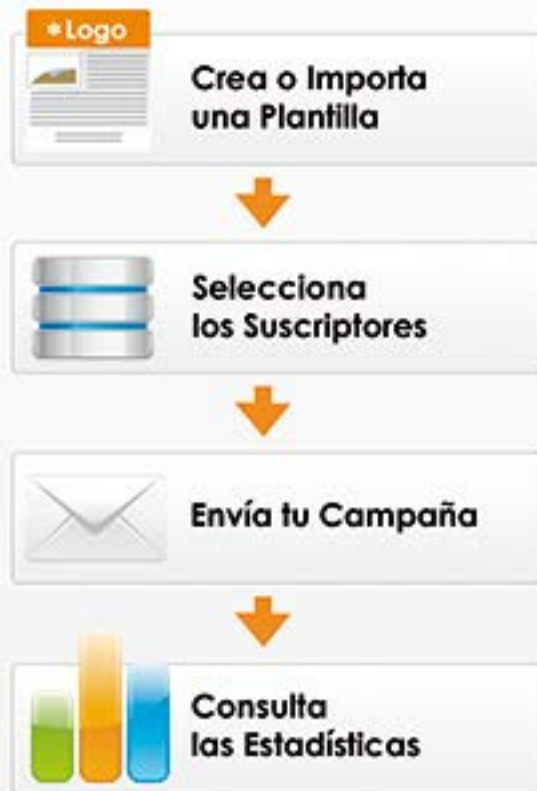 *Logo
Crea o Importa
una Plantilla
Selecciona
los Suscriptores
Envía tu Campaña
Consulta
las Estadísticas